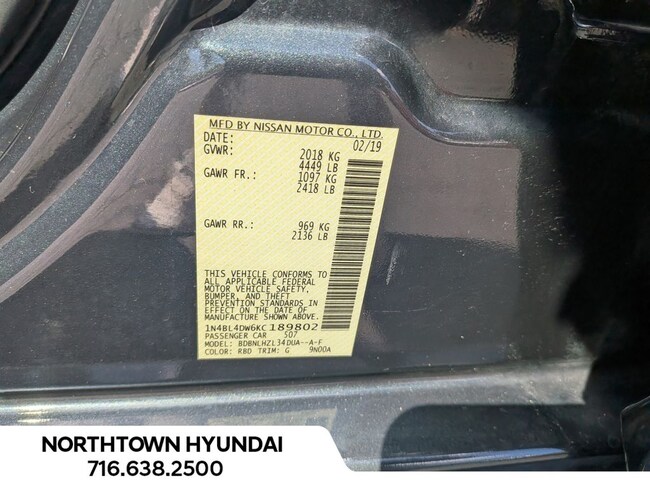 MFD BY NISSAN MOTOR CO., LTD.
DATE: 02/19
GVWR: 2018 KG
4449 LB
GAWR FR.: 1097 KG
2418 LB
GAWR RR.: 969 KG
2136 LB
THIS VEHICLE CONFORMS TO
ALL APPLICABLE FEDERAL
MOTOR VEHICLE SAFETY,
BUMPER, AND THEFT
PREVENTION STANDARDS IN
EFFECT ON THE DATE OF
MANUFACTURE SHOWN ABOVE.
1N4BL4DW6KC189802
PASSENGER CAR 507
MODEL: BDBNLHZL34DUA--A-F
COLOR: RBD TRIM: G 9N00A
NORTHTOWN HYUNDAI
716.638.2500